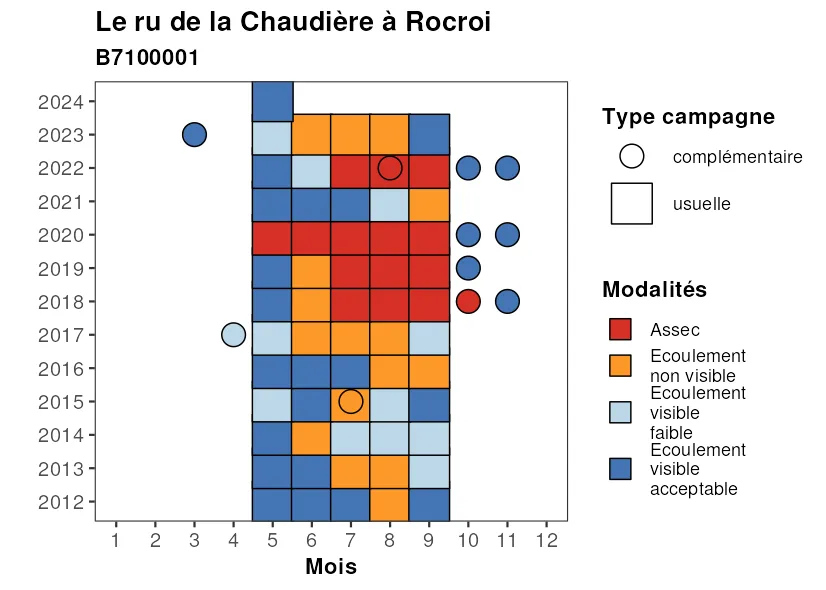 Le ru de la Chaudière à Rocroi
B7100001
2024
2023
2022
2021
2020
2019
2018
2017
2016
2015
2014
2013
2012
1 2 3 4 5 6 7 8 9 10 11 12
Mois
Type campagne
complémentaire
usuelle
Modalités
Assec
Ecoulement
non visible
Ecoulement
visible
faible
Ecoulement
visible
acceptable